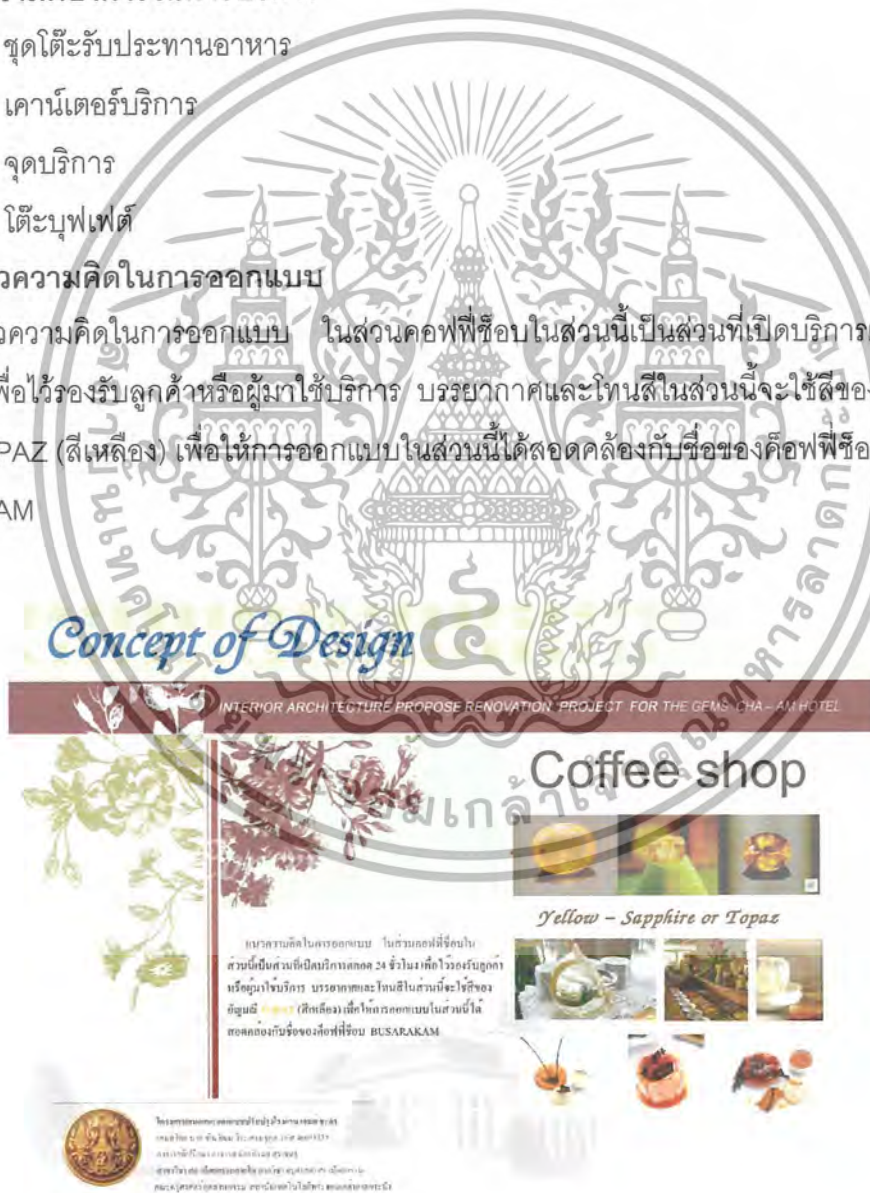 ชุดโต๊ะรับประทานอาหาร
เคาน์เตอร์บริการ
จุดบริการ
โต๊ะบุฟเฟต์
วความคิดในการออกแบบ
วความคิดในการออกแบบ ในส่วนคอฟฟี่ช็อบในส่วนนี้เป็นส่วนที่เปิดบริการ
พื่อไว้รองรับลูกค้าหรือผู้มาใช้บริการ บรรยากาศและโทนสีในส่วนนี้จะใช้สีของ
PAZ (สีเหลือง) เพื่อให้การออกแบบในส่วนนี้ได้สอดคล้องกับชื่อของค็อฟฟี่ช็อ
AM
Concept of Design
INTERIOR ARCHITECTURE PROPOSE RENOVATION PROJECT FOR THE GEMS CHA – AM HOTEL
Coffee shop
Yellow – Sapphire or Topaz
แนวความคิดในการออกแบบ ในส่วนคอฟฟี่ช็อบใน
ส่วนนี้เป็นส่วนที่เปิดบริการตลอด 24 ชั่วโมง เพื่อไว้รองรับลูกค้า
หรือผู้มาใช้บริการ บรรยากาศและโทนสีในส่วนนี้จะใช้สีของ
อัญมณี (สีเหลือง) เพื่อให้การออกแบบในส่วนนี้ได้
สอดคล้องกับชื่อของค็อฟฟี่ช็อบ BUSARAKAM